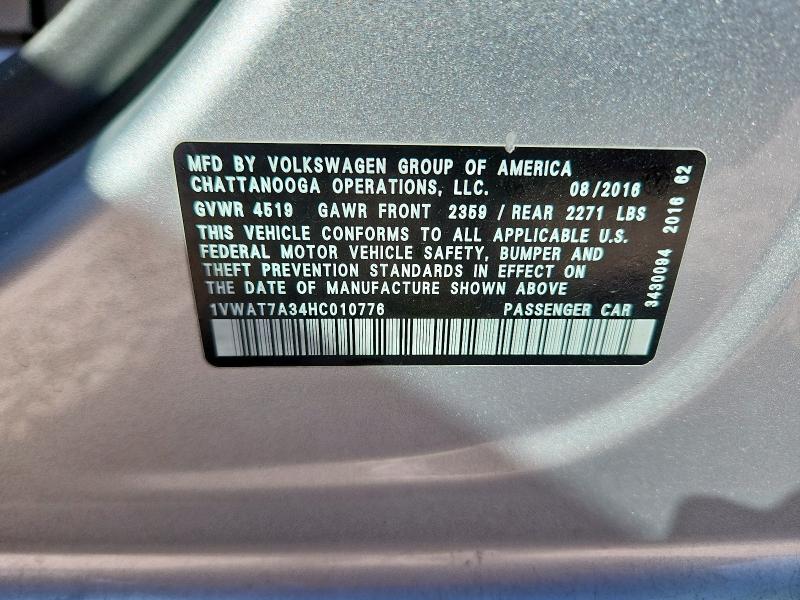 MFD BY VOLKSWAGEN GROUP OF AMERICA
CHATTANOOGA OPERATIONS, LLC. 08/2016
GVWR 4519 GAWR FRONT 2359 / REAR 2271 LBS
THIS VEHICLE CONFORMS TO ALL APPLICABLE U.S.
FEDERAL MOTOR VEHICLE SAFETY, BUMPER AND
THEFT PREVENTION STANDARDS IN EFFECT ON
THE DATE OF MANUFACTURE SHOWN ABOVE
1VWAT7A34HC010776 PASSENGER CAR
3430094 2016 62